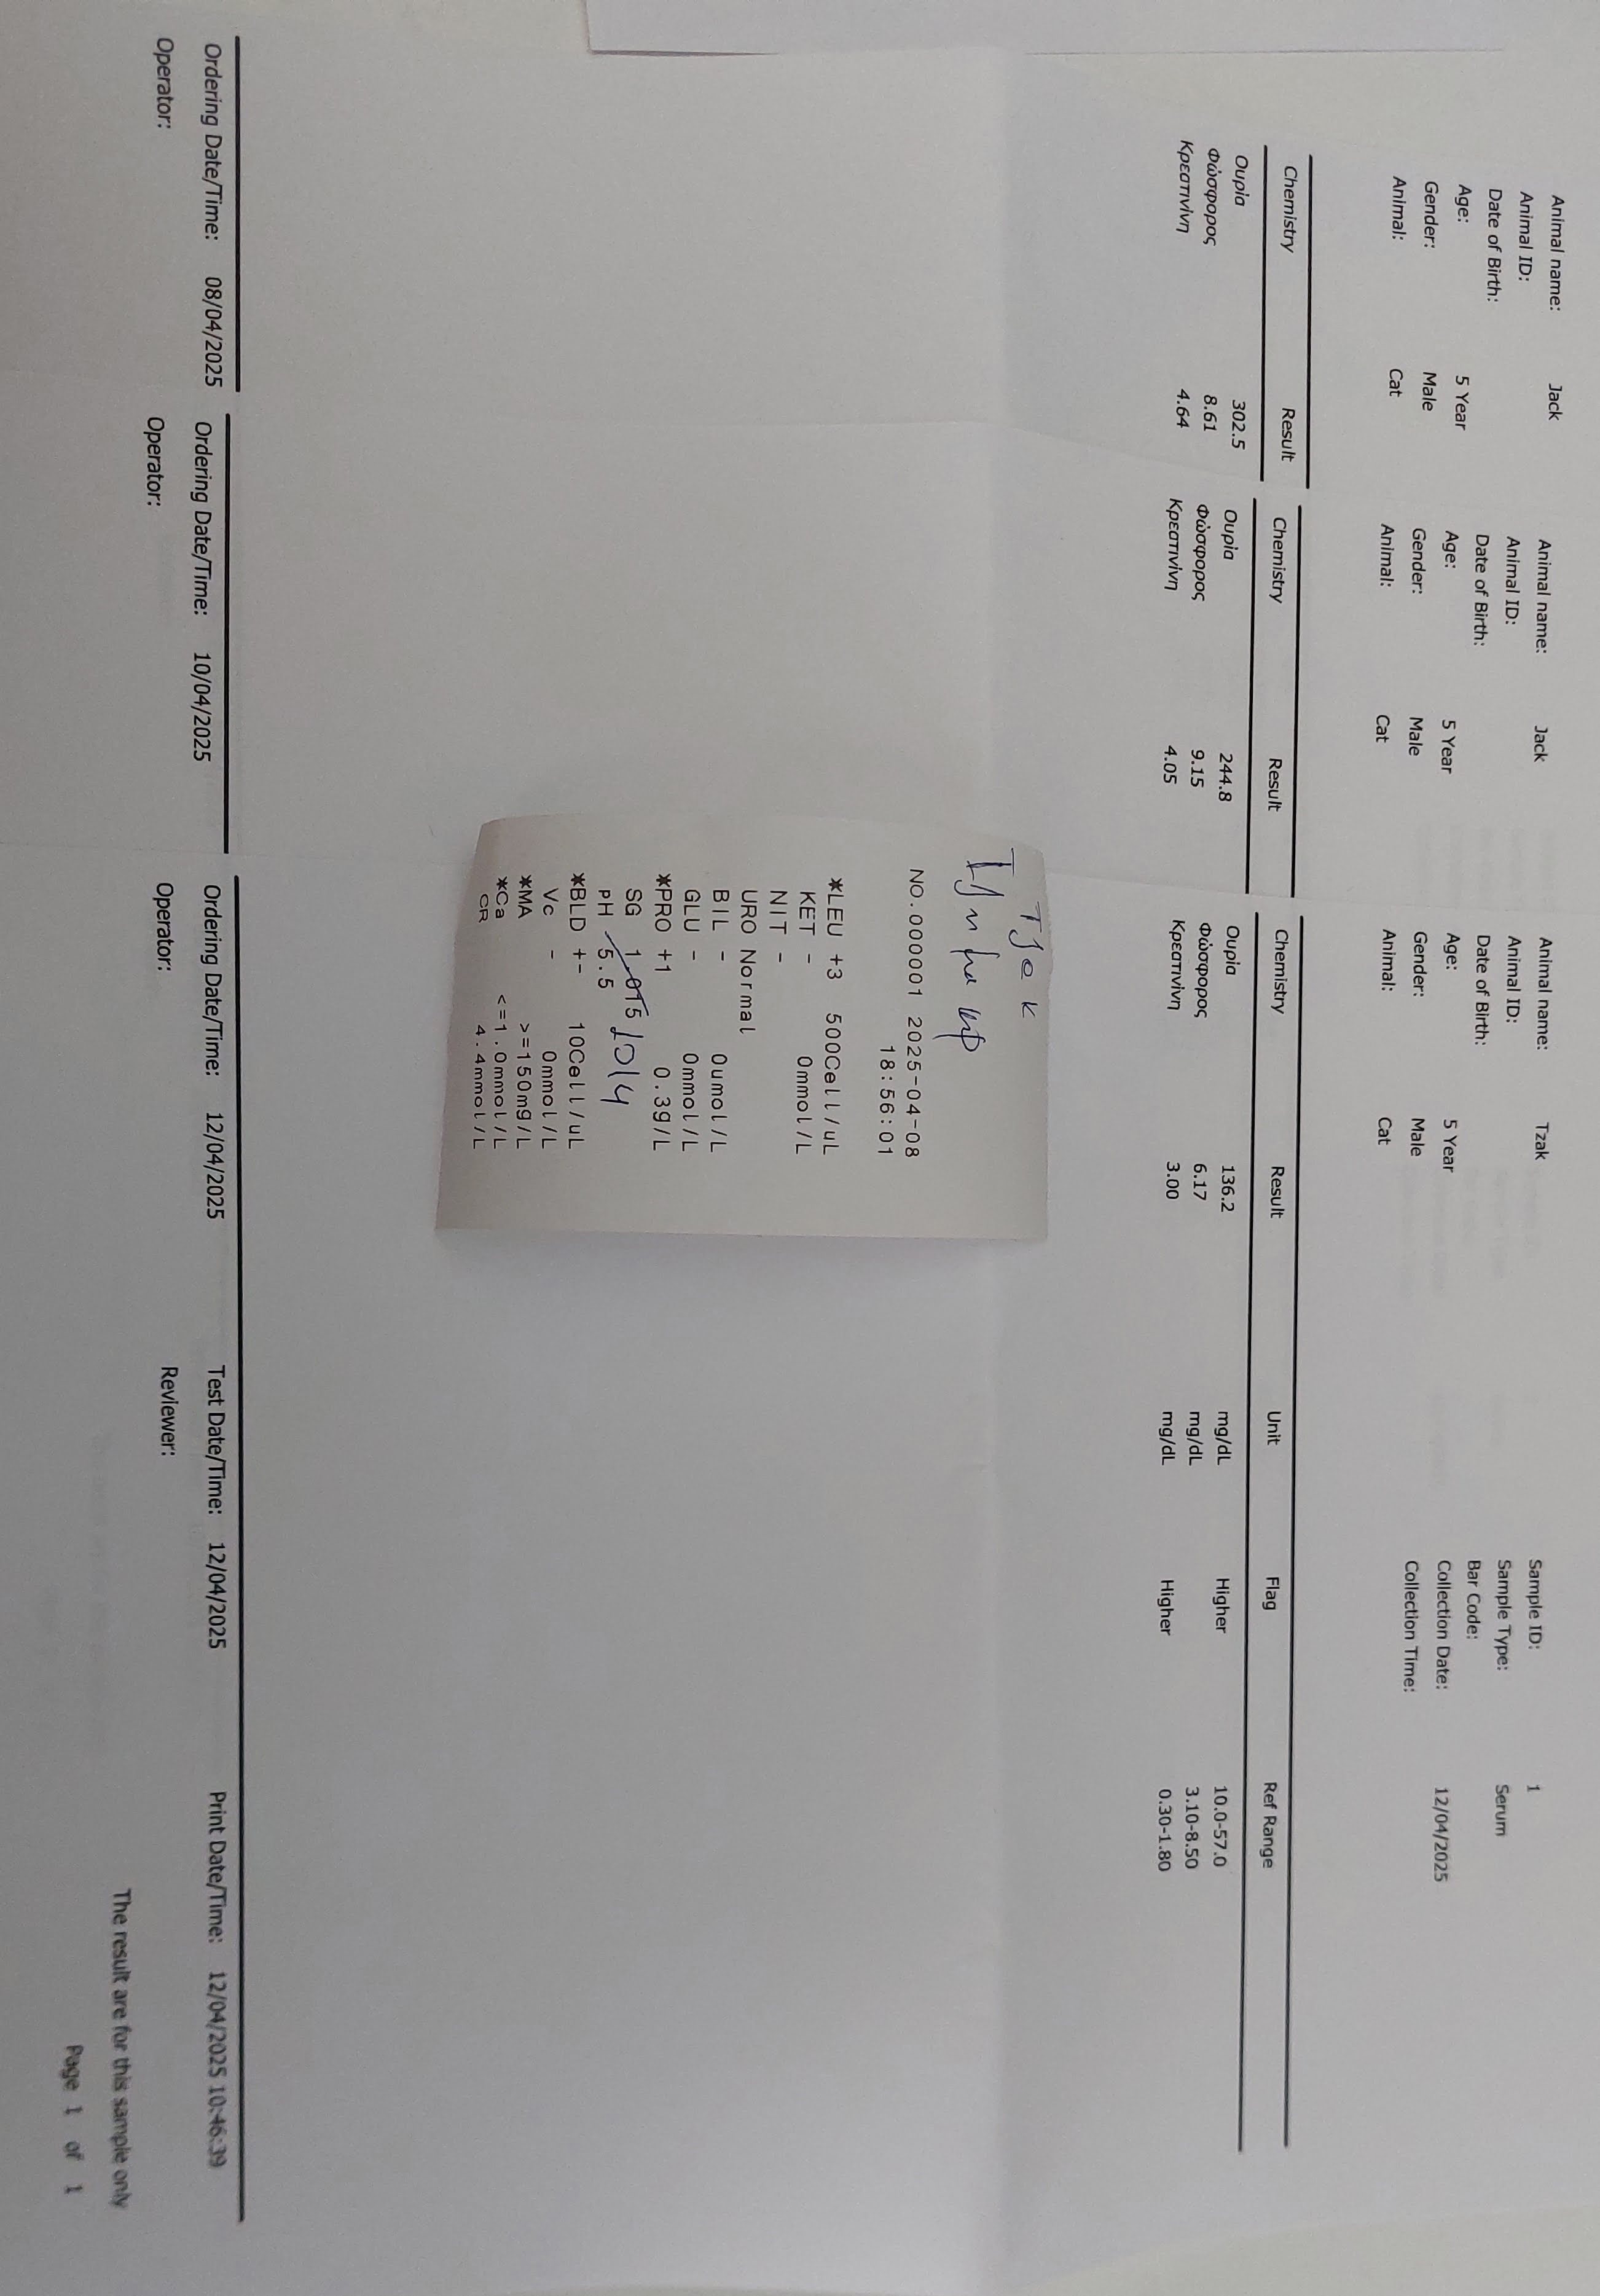 Animal name: Jack
Animal ID:
Date of Birth:
Age: 5 Year
Gender: Male
Animal: Cat
Chemistry Result
Ουρία 302.5
Φώσφορος 8.61
Κρεατινίνη 4.64
Ordering Date/Time: 08/04/2025
Operator:
Animal name: Jack
Animal ID:
Date of Birth:
Age: 5 Year
Gender: Male
Animal: Cat
Chemistry Result
Ουρία 244.8
Φώσφορος 9.15
Κρεατινίνη 4.05
Ordering Date/Time: 10/04/2025
Operator:
Animal name: Tzak Sample ID: 1
Animal ID: Sample Type: Serum
Date of Birth: Bar Code:
Age: 5 Year Collection Date: 12/04/2025
Gender: Male Collection Time:
Animal: Cat
Chemistry Result Unit Flag Ref Range
Ουρία 136.2 mg/dL Higher 10.0-57.0
Φώσφορος 6.17 mg/dL 3.10-8.50
Κρεατινίνη 3.00 mg/dL Higher 0.30-1.80
Τζακ
NO.000001 2025-04-08
18:56:01
*LEU +3 500Cell/uL
KET - 0mmol/L
NIT -
URO Normal
BIL - 0umol/L
GLU - 0mmol/L
*PRO +1 0.3g/L
SG 1.015 1014
pH 5.5
*BLD +- 10Cell/uL
Vc - 0mmol/L
*MA >=150mg/L
*Ca <=1.0mmol/L
CR 4.4mmol/L
Ordering Date/Time: 12/04/2025 Test Date/Time: 12/04/2025 Print Date/Time: 12/04/2025 10:46:39
Operator: Reviewer:
The result are for this sample only
Page 1 of 1